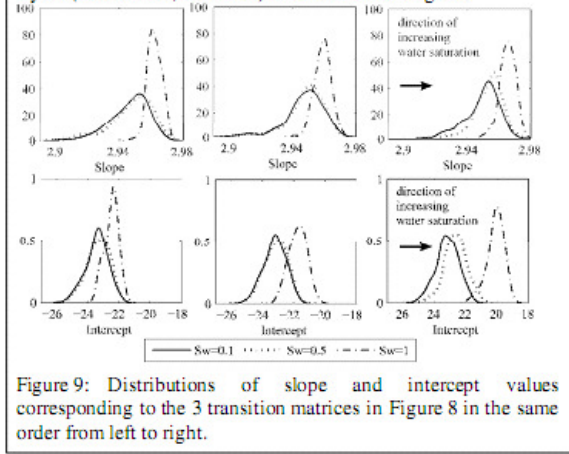 100 100 100
80 80 80
60 60 60
40 40 40
20 20 20
0 0 0
direction of
increasing
water saturation
2.9 2.94 2.98 2.9 2.94 2.98 2.9 2.94 2.98
Slope Slope Slope
1 1 1
0.5 0.5 0.5
0 0 0
direction of
increasing
water saturation
−26 −24 −22 −20 −18 −26 −24 −22 −20 −18 26 24 22 20 18
Intercept Intercept Intercept
Sw=0.1 Sw=0.5 Sw=1
Figure 9: Distributions of slope and intercept values
corresponding to the 3 transition matrices in Figure 8 in the same
order from left to right.